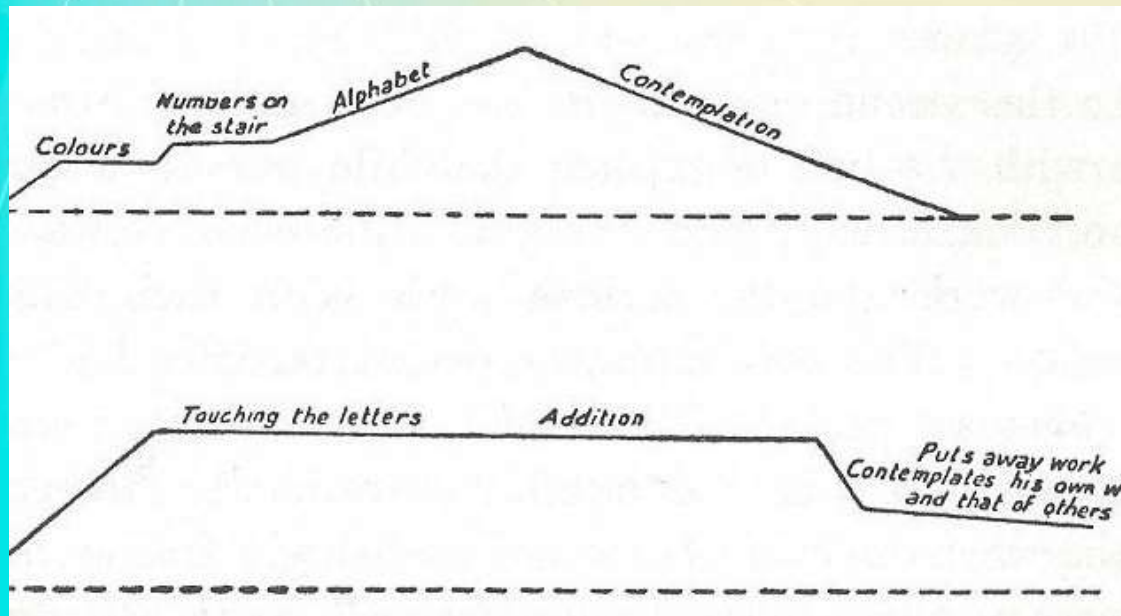 Colours
Numbers on
the stair
Alphabet
Contemplation
Touching the letters
Addition
Puts away work
Contemplates his own w
and that of others